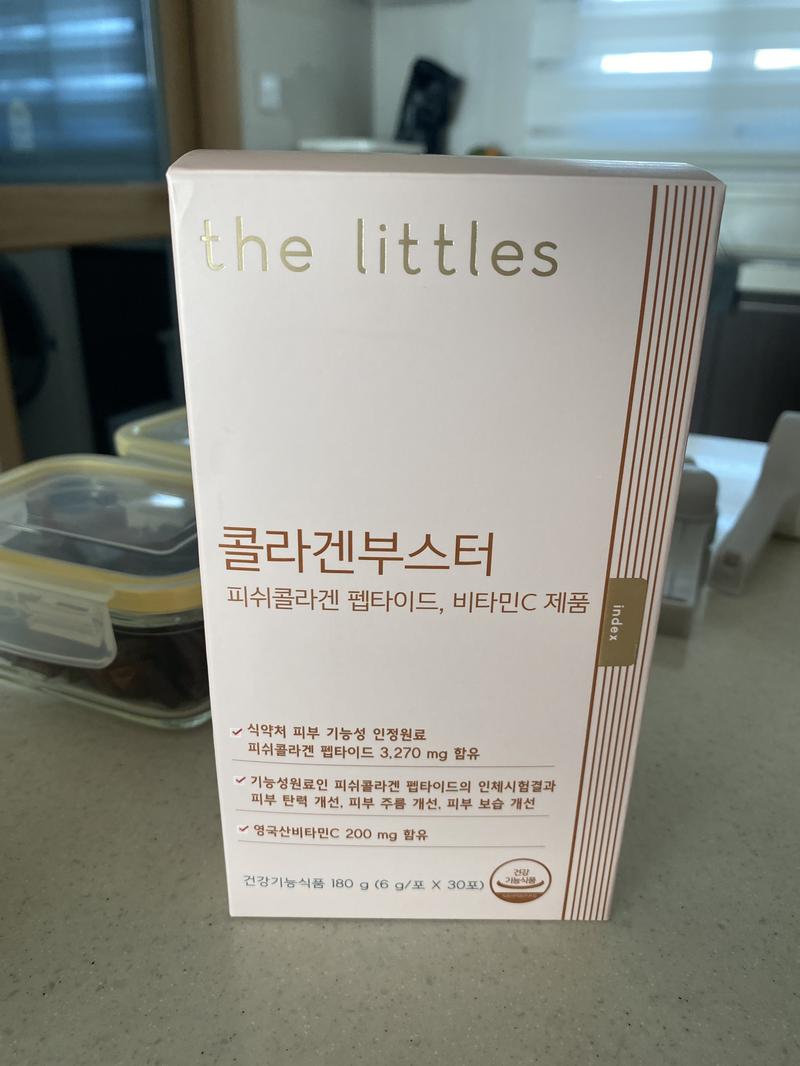 the littles
콜라겐부스터
피쉬콜라겐 펩타이드, 비타민C 제품
index
식약처 피부 기능성 인정원료
피쉬콜라겐 펩타이드 3,270 mg 함유
기능성원료인 피쉬콜라겐 펩타이드의 인체시험결과
피부 탄력 개선, 피부 주름 개선, 피부 보습 개선
영국산비타민C 200 mg 함유
건강기능식품 180 g (6 g/포 X 30포)
건강
기능식품